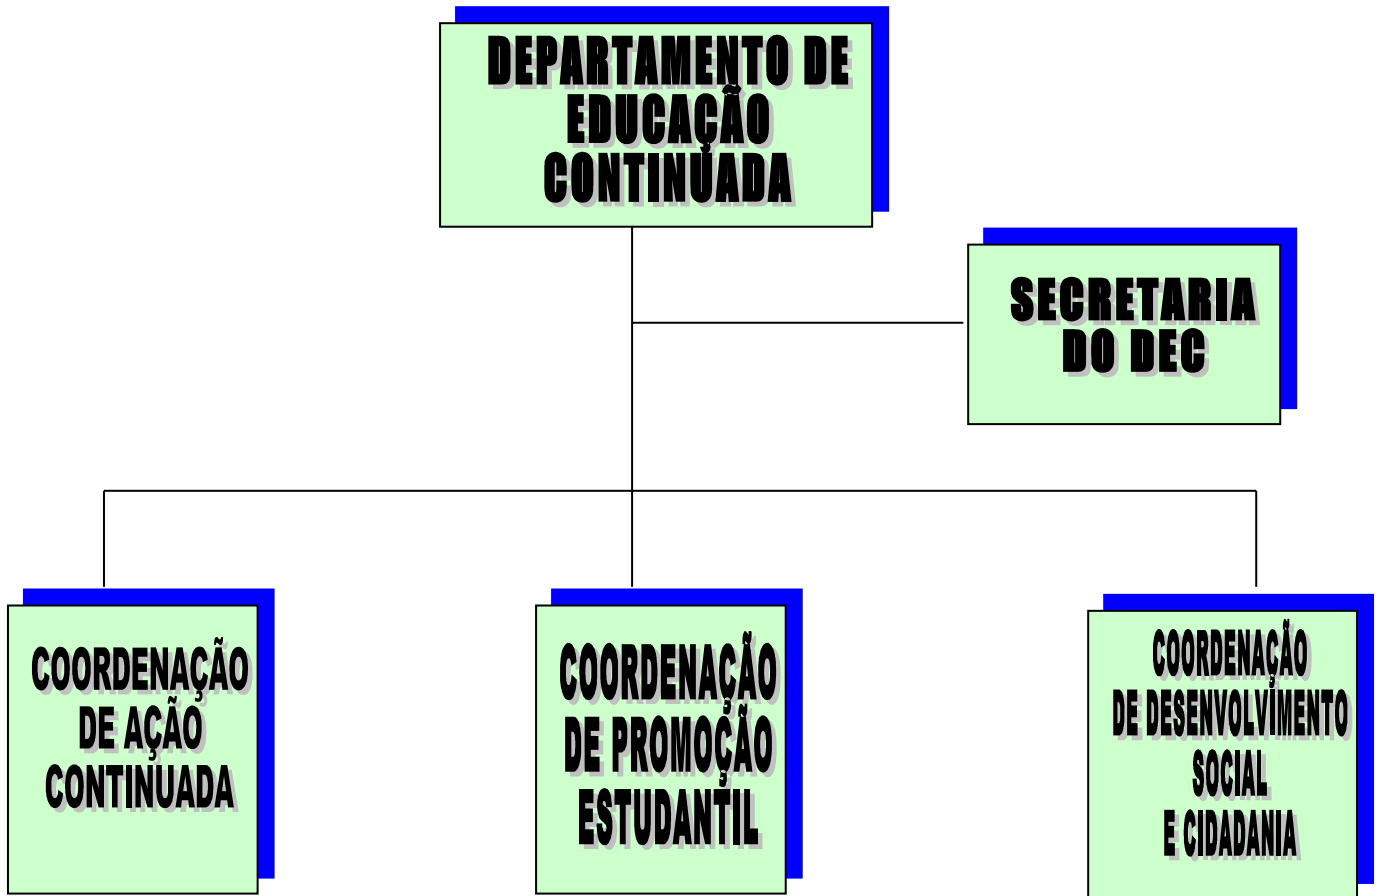 DEPARTAMENTO DE
EDUCAÇÃO
CONTINUADA
SECRETARIA
DO DEC
COORDENAÇÃO
DE AÇÃO
CONTINUADA
COORDENAÇÃO
DE PROMOÇÃO
ESTUDANTIL
COORDENAÇÃO
DE DESENVOLVIMENTO
SOCIAL
E CIDADANIA